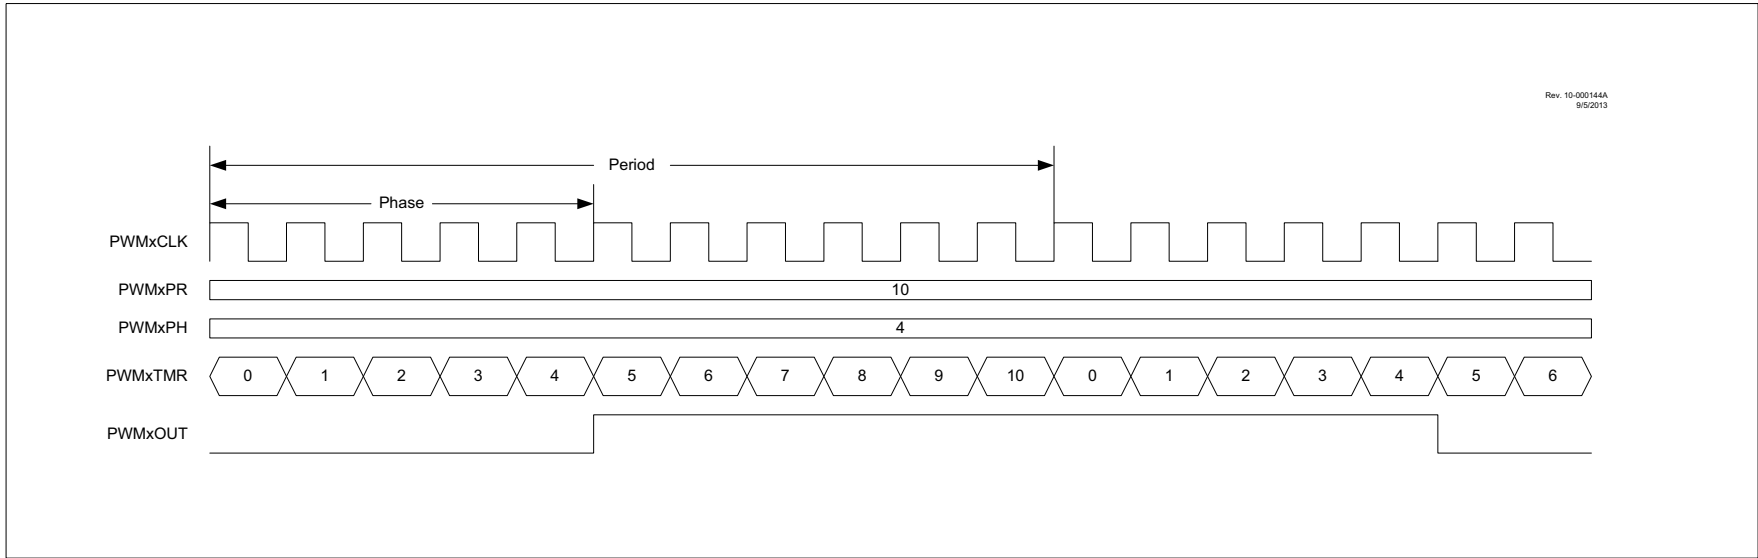 Rev. 10-000144A
9/5/2013
Period
Phase
PWMxCLK
PWMxPR 10
PWMxPH 4
PWMxTMR 0 1 2 3 4 5 6 7 8 9 10 0 1 2 3 4 5 6
PWMxOUT